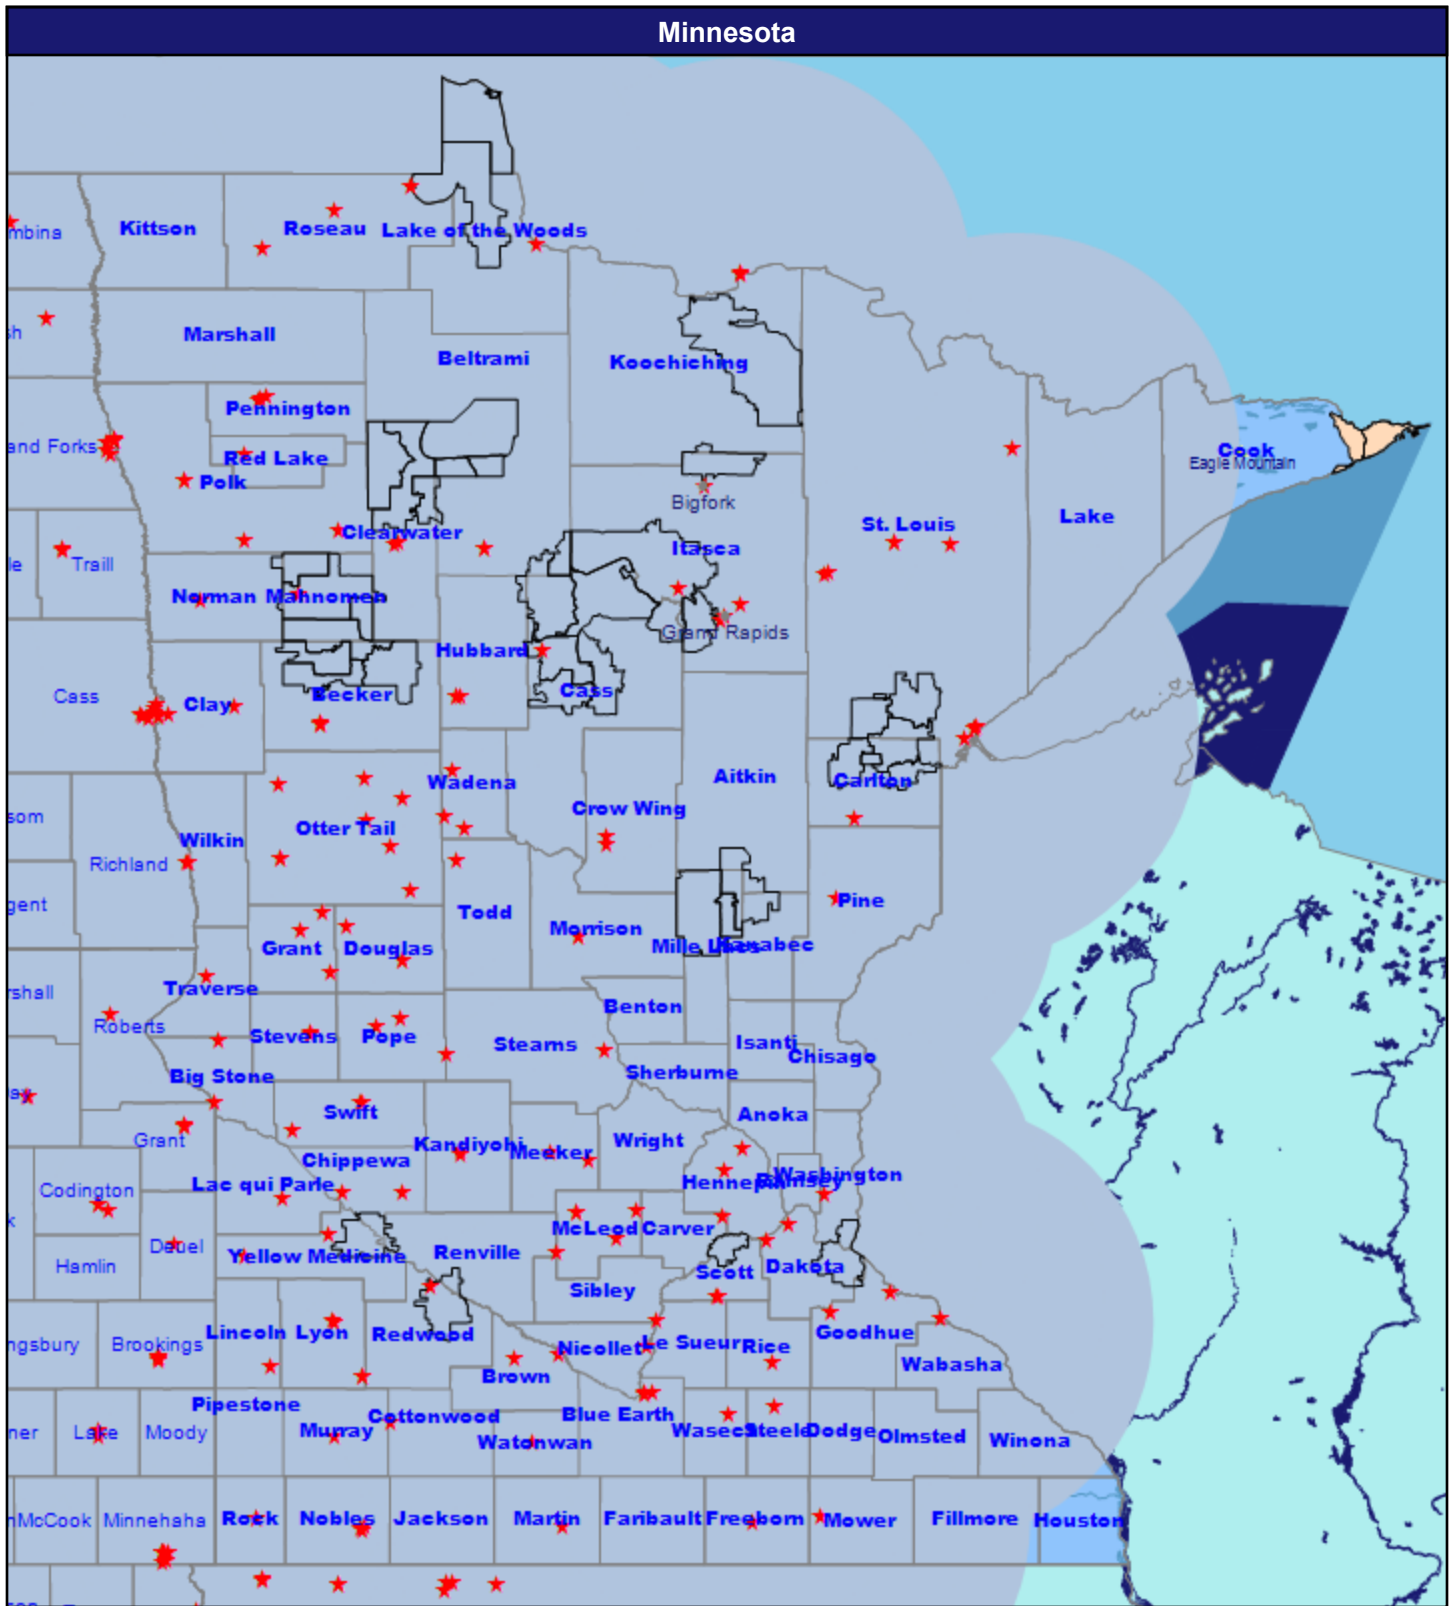 Minnesota
mbina
Kittson
Roseau
Lake of the Woods
sh
Marshall
Beltrami
Koochiching
Pennington
and Forks
Red Lake
Polk
Cook
Eagle Mountain
Bigfork
Clearwater
St. Louis
Lake
le
Traill
Itasca
Norman
Mahnomen
Grand Rapids
Hubbard
Cass
Clay
Becker
Cass
Wadena
Aitkin
Carlton
som
Crow Wing
Otter Tail
Wilkin
Richland
gent
Todd
Pine
Morrison
Grant
Douglas
Mille Lacs
Kanabec
Traverse
rshall
Roberts
Benton
Stevens
Pope
Stearns
Isanti
Chisago
Big Stone
Sherburne
Swift
Anoka
Grant
Kandiyohi
Meeker
Wright
Chippewa
Washington
Codington
Lac qui Parle
Hennepin
Ramsey
k
McLeod
Carver
Deuel
Yellow Medicine
Renville
Hamlin
Scott
Dakota
Sibley
Lincoln
Lyon
Redwood
Goodhue
ngsbury
Brookings
Nicollet
Le Sueur
Rice
Brown
Wabasha
Pipestone
Cottonwood
Blue Earth
ner
Lake
Moody
Murray
Watonwan
Waseca
Steele
Dodge
Olmsted
Winona
McCook
Minnehaha
Rock
Nobles
Jackson
Martin
Faribault
Freeborn
Mower
Fillmore
Houston